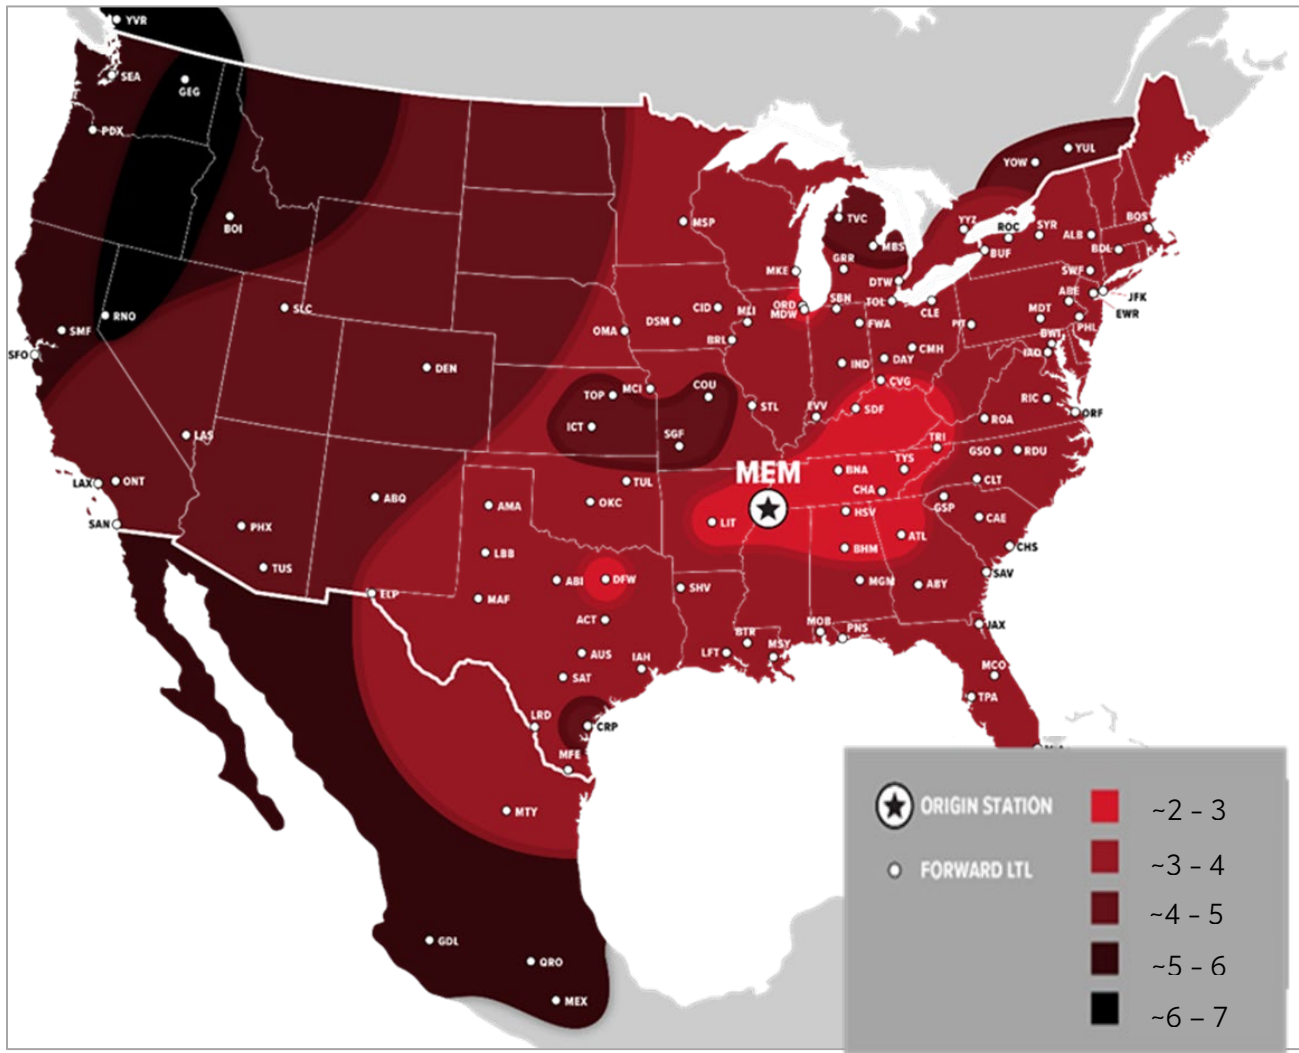 YVR
SEA
GEG
PDX
YUL
YOW
BOI
TVC
MSP
YYZ
ROC
SYR
BOS
ALB
MBS
BUF
BDL
GRR
MKE
SWF
DTW
ABE
JFK
SLC
CID
MLI
ORD
MDW
SBN
TOL
CLE
MDT
EWR
RNO
DSM
FWA
PIT
PHL
SMF
OMA
BRL
BWI
SFO
CMH
IAD
DEN
IND
DAY
CVG
TOP
MCI
COU
RIC
STL
EVV
SDF
ORF
ICT
ROA
LAS
SGF
TRI
GSO
RDU
TYS
MEM
BNA
LAX
ONT
TUL
CLT
CHA
ABQ
AMA
OKC
GSP
HSV
CAE
SAN
PHX
LIT
ATL
LBB
BHM
CHS
TUS
ABI
DFW
MGM
ABY
SAV
ELP
MAF
SHV
ACT
MOB
PNS
JAX
BTR
AUS
IAH
LFT
MSY
MCO
SAT
TPA
LRD
CRP
MFE
MTY
GDL
QRO
MEX
ORIGIN STATION
FORWARD LTL
~2 - 3
~3 - 4
~4 - 5
~5 - 6
~6 - 7